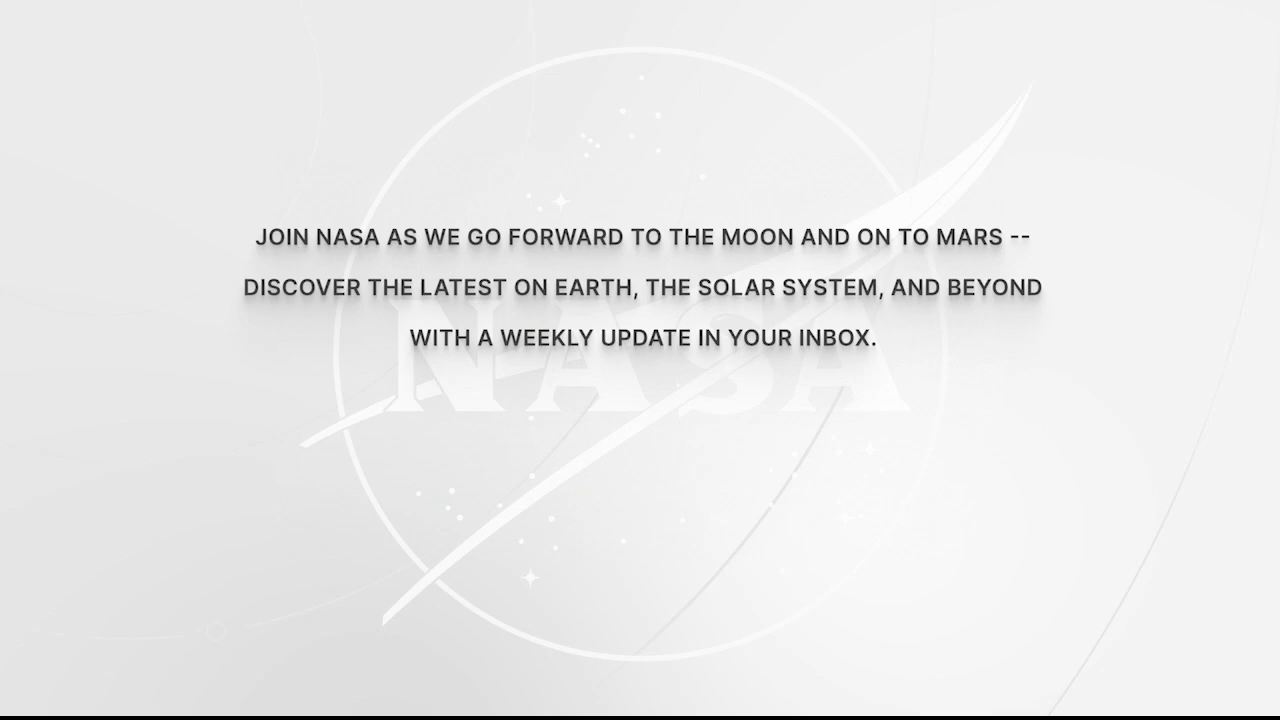 JOIN NASA AS WE GO FORWARD TO THE MOON AND ON TO MARS --
DISCOVER THE LATEST ON EARTH, THE SOLAR SYSTEM, AND BEYOND
WITH A WEEKLY UPDATE IN YOUR INBOX.
NASA